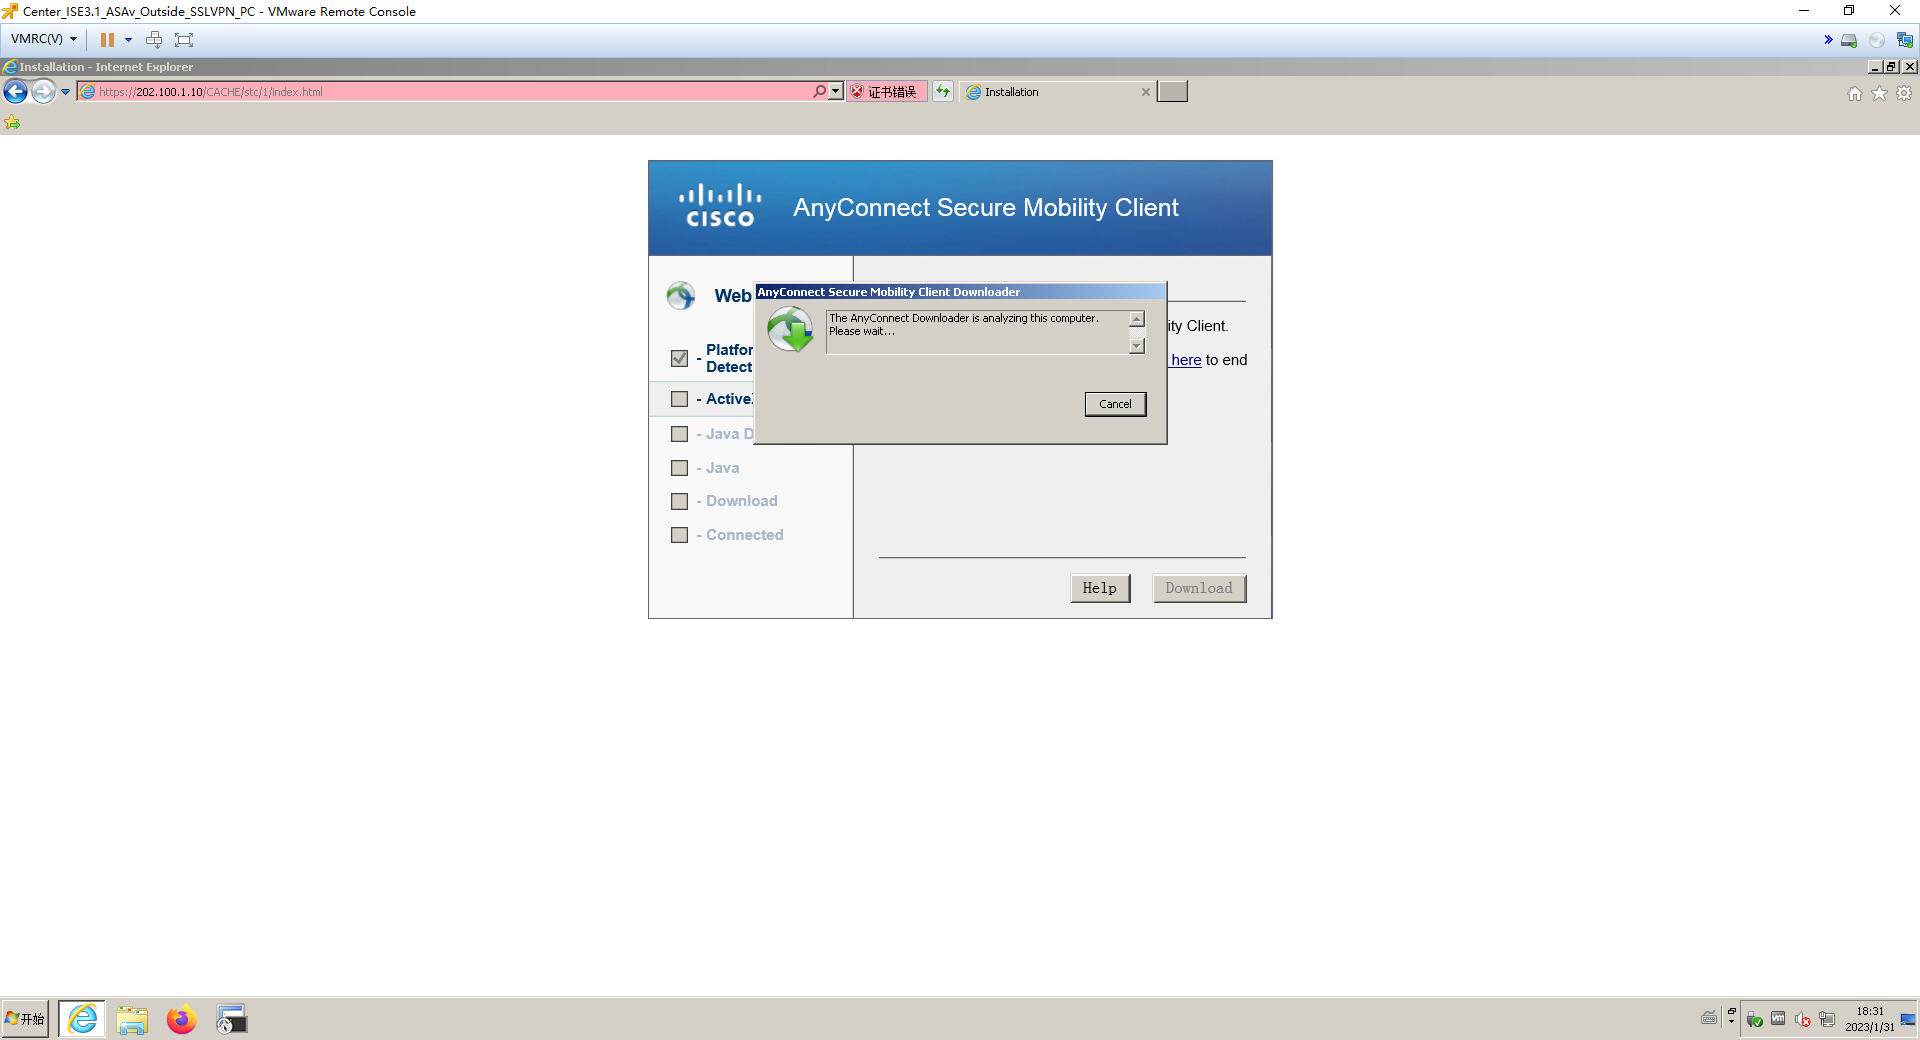 Center_ISE3.1_ASAv_Outside_SSLVPN_PC - VMware Remote Console
VMRC(V)
Installation - Internet Explorer
https://202.100.1.10/CACHE/stc/1/index.html
证书错误
Installation
CISCO
AnyConnect Secure Mobility Client
Web
AnyConnect Secure Mobility Client Downloader
The AnyConnect Downloader is analyzing this computer.
Please wait...
ity Client.
here to end
Cancel
- Platfor
Detect
- Active
- Java D
- Java
- Download
- Connected
Help
Download
开始
vm
18:31
2023/1/31